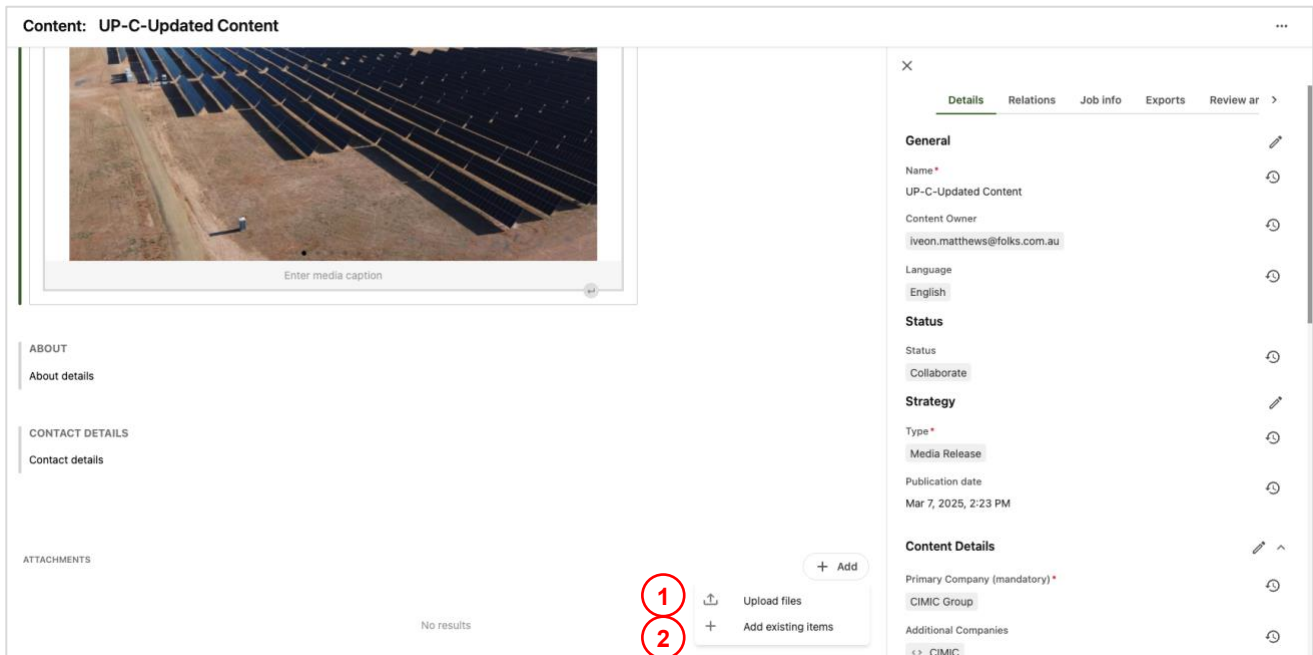 Content: UP-C-Updated Content
Enter media caption
ABOUT
About details
CONTACT DETAILS
Contact details
ATTACHMENTS
+ Add
1 Upload files
2 + Add existing items
No results
Details Relations Job info Exports Review ar
General
Name*
UP-C-Updated Content
Content Owner
iveon.matthews@folks.com.au
Language
English
Status
Status
Collaborate
Strategy
Type*
Media Release
Publication date
Mar 7, 2025, 2:23 PM
Content Details
Primary Company (mandatory)*
CIMIC Group
Additional Companies
<> CIMIC